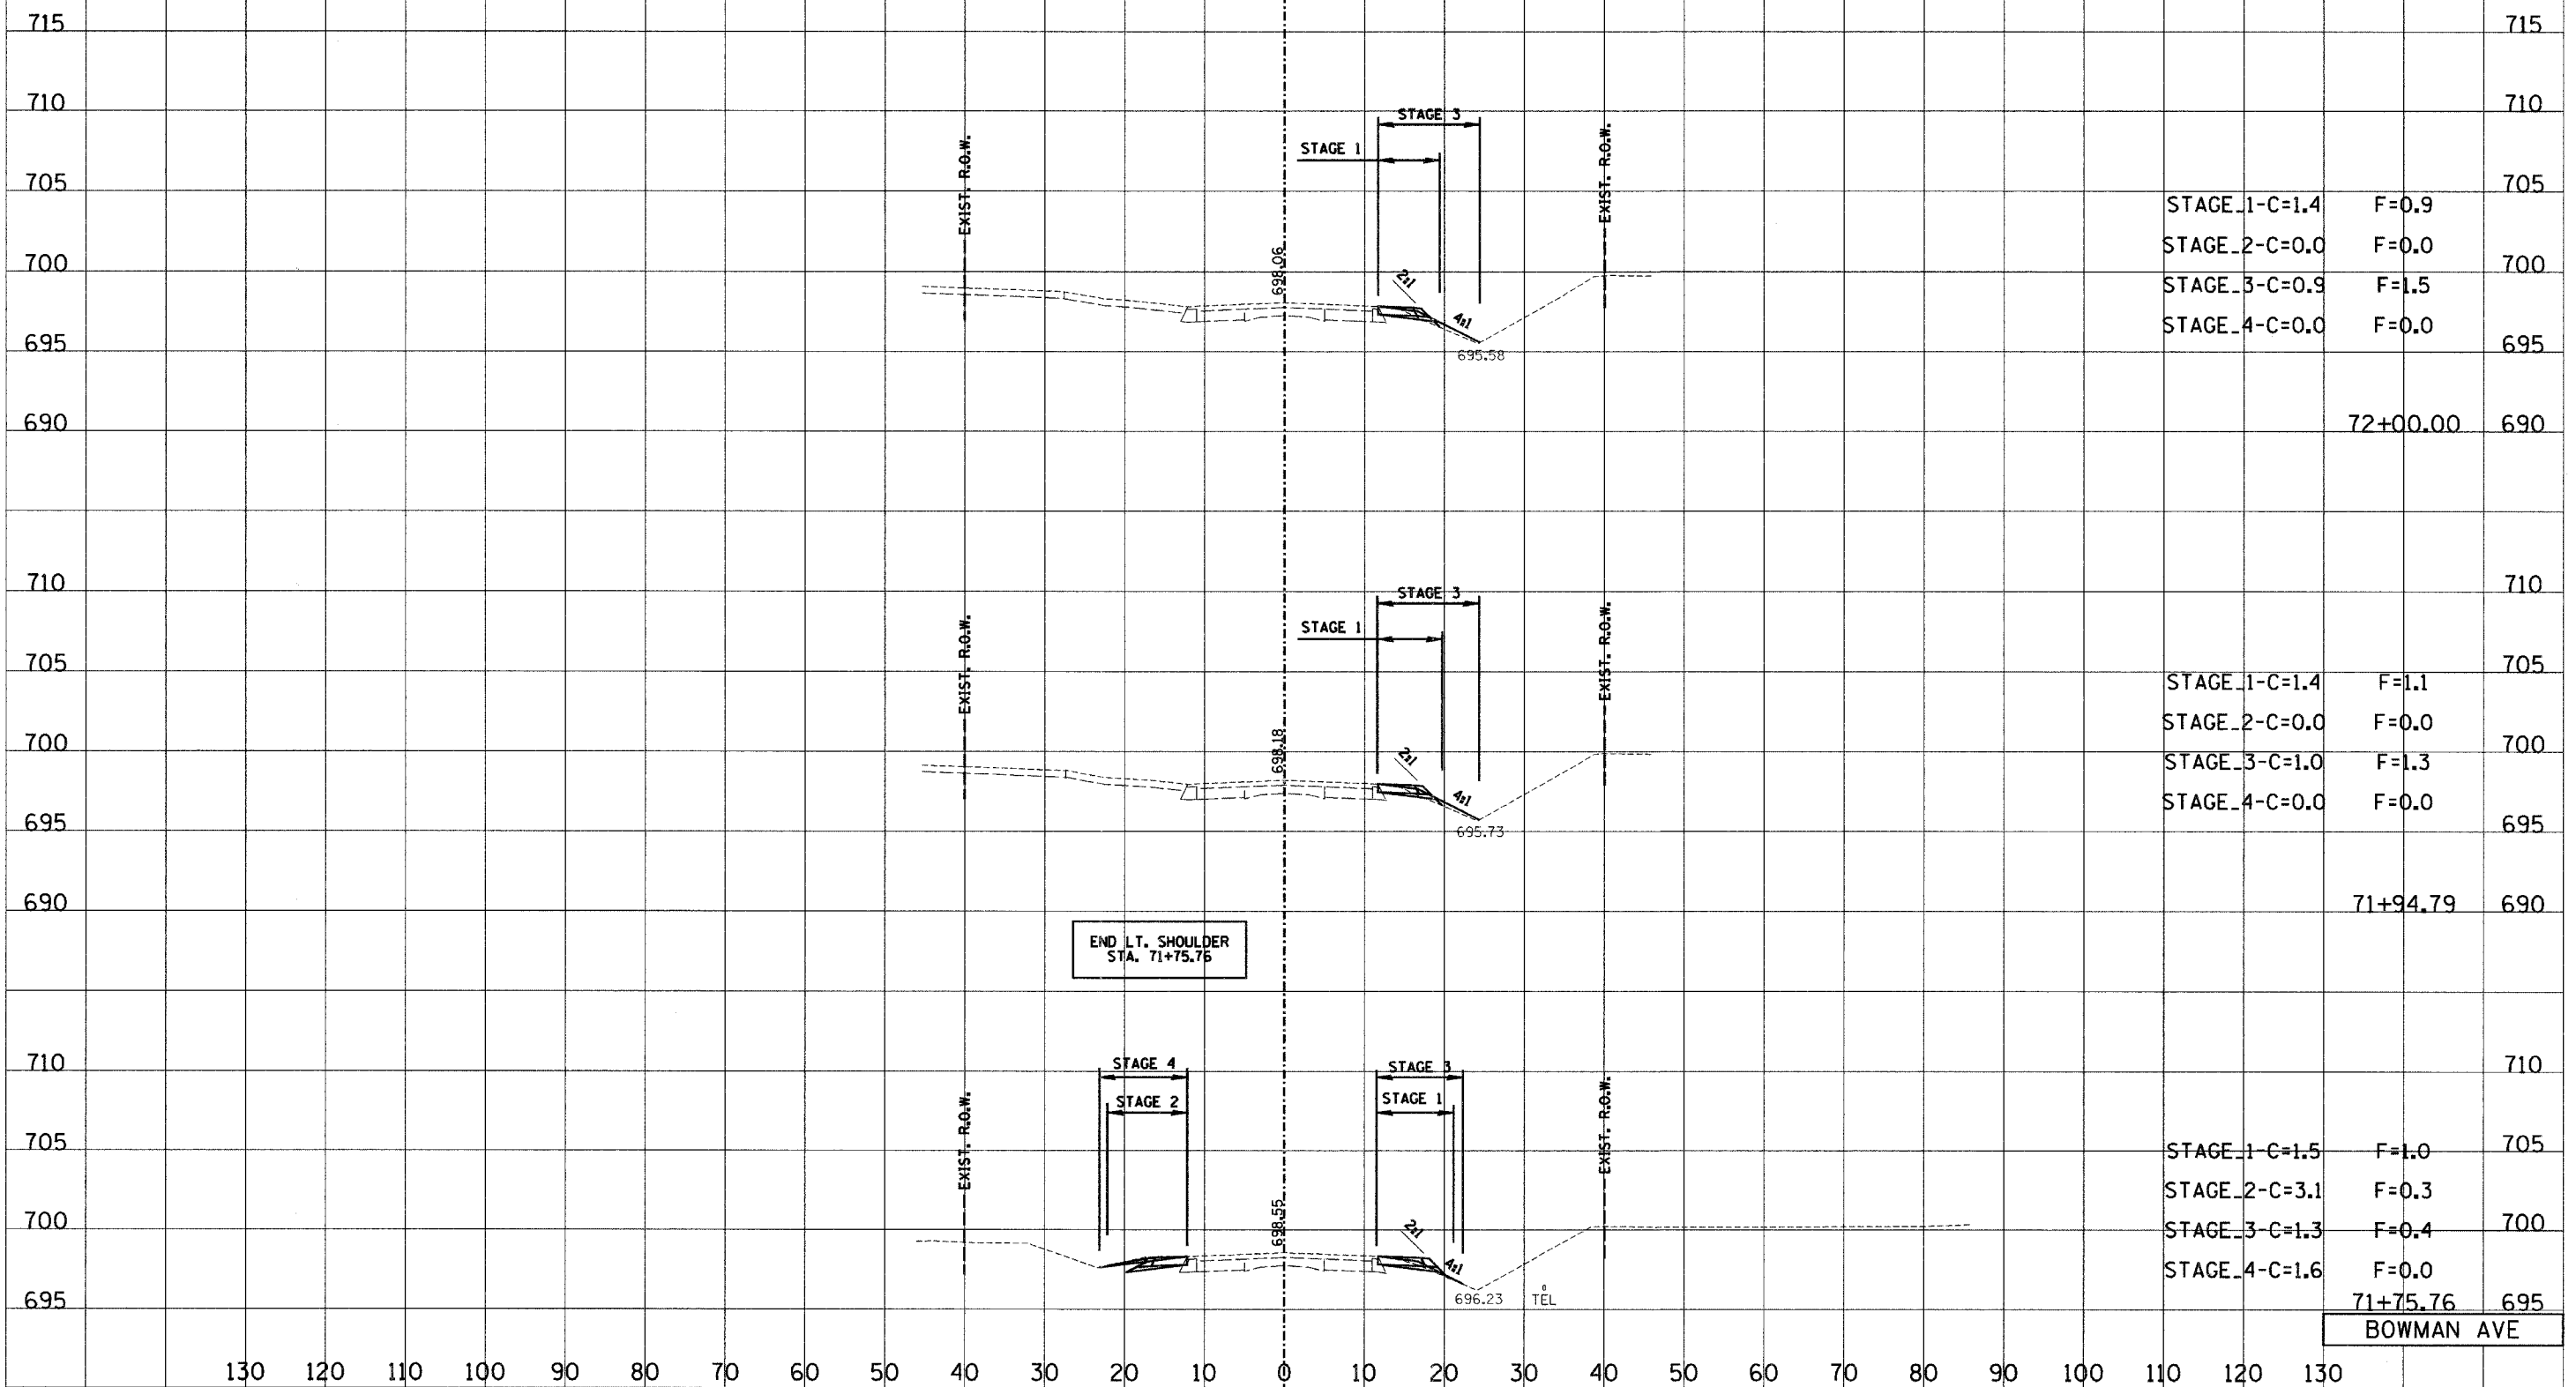 715 715
710 STAGE 3 710
EXIST. R.O.W. STAGE 1 EXIST. R.O.W.
705 705
STAGE_1-C=1.4 F=0.9
698.06
STAGE_2-C=0.0 F=0.0
700 700
2:1
STAGE_3-C=0.9 F=1.5
4:1
STAGE_4-C=0.0 F=0.0
695 695.58 695
690 72+00.00 690
710 STAGE 3 710
EXIST. R.O.W. STAGE 1 EXIST. R.O.W.
705 705
STAGE_1-C=1.4 F=1.1
698.18
STAGE_2-C=0.0 F=0.0
700 700
2:1
STAGE_3-C=1.0 F=1.3
4:1
STAGE_4-C=0.0 F=0.0
695 695.73 695
690 71+94.79 690
END LT. SHOULDER
STA. 71+75.76
710 STAGE 4 STAGE 3 710
EXIST. R.O.W. STAGE 2 STAGE 1 EXIST. R.O.W.
705 STAGE_1-C=1.5 F=1.0 705
STAGE_2-C=3.1 F=0.3
698.55
700 2:1 STAGE_3-C=1.3 F=0.4 700
4:1
STAGE_4-C=1.6 F=0.0
695 696.23 TEL 71+75.76 695
BOWMAN AVE
130 120 110 100 90 80 70 60 50 40 30 20 10 0 10 20 30 40 50 60 70 80 90 100 110 120 130